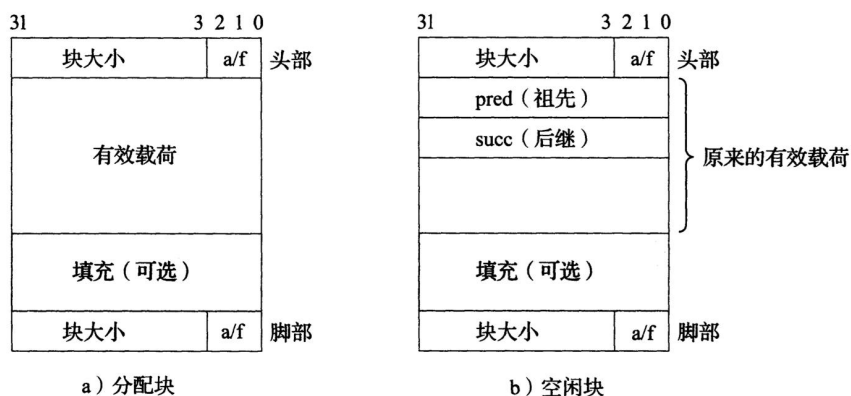 31 3 2 1 0
块大小 a/f 头部
有效载荷
填充（可选）
块大小 a/f 脚部
a）分配块
31 3 2 1 0
块大小 a/f 头部
pred（祖先）
succ（后继）
原来的有效载荷
填充（可选）
块大小 a/f 脚部
b）空闲块